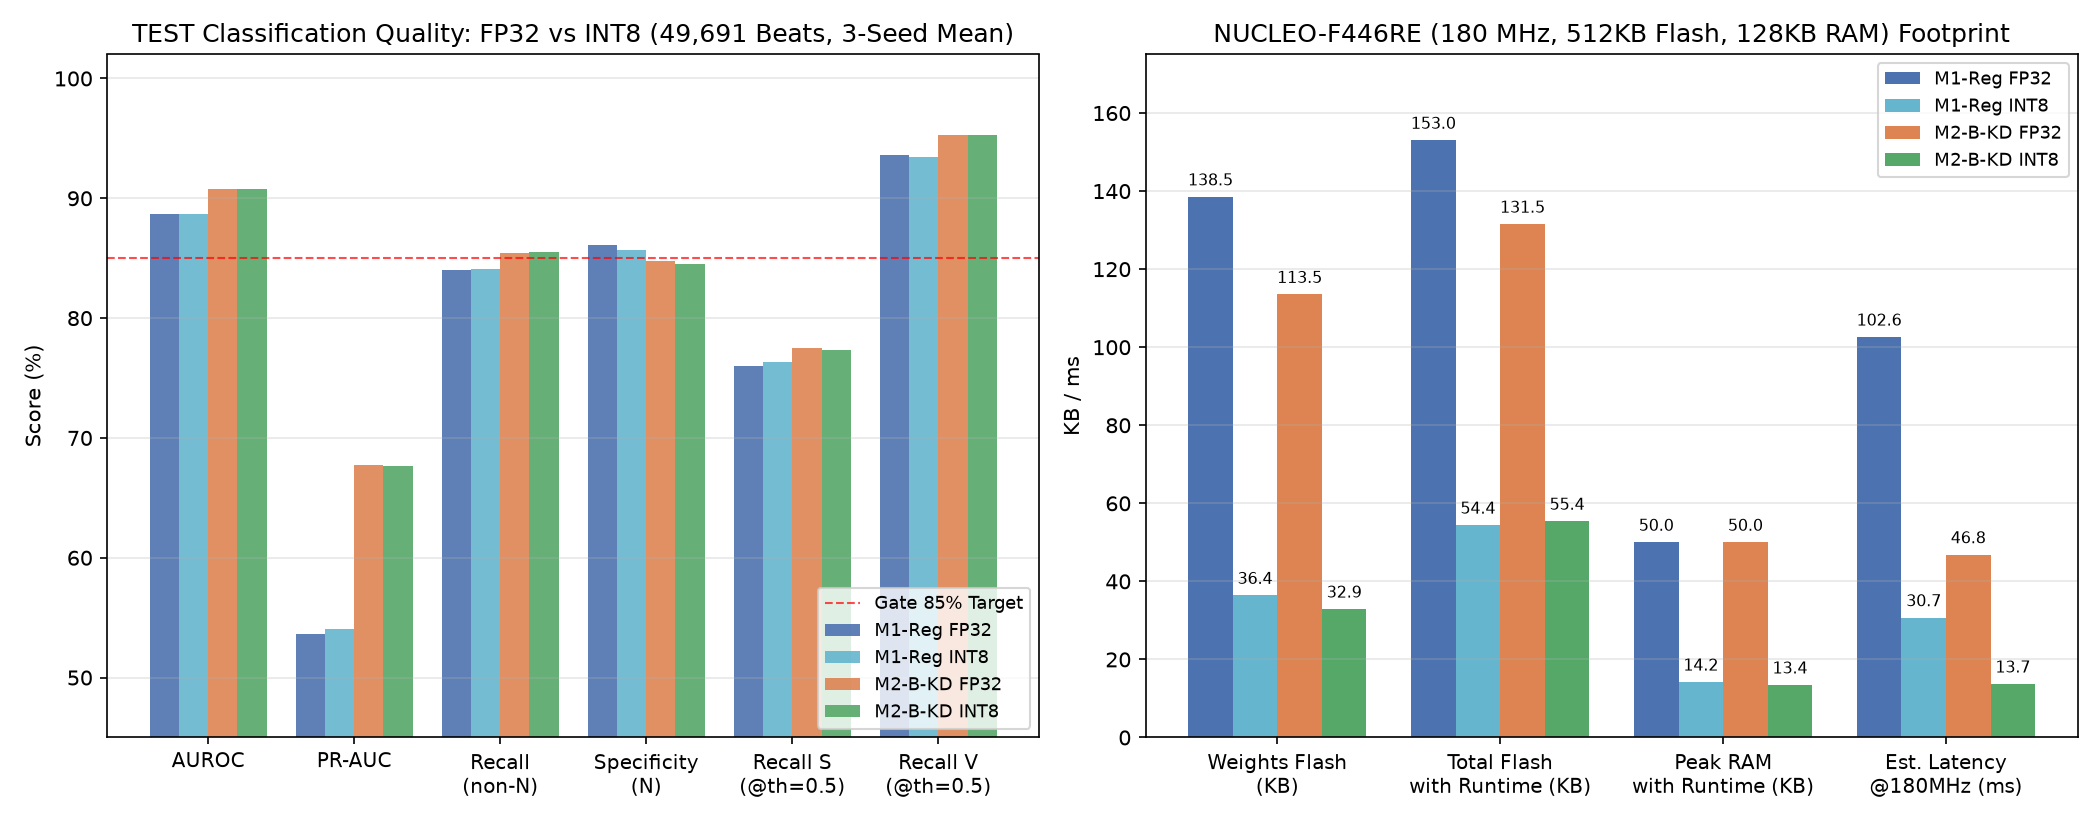 TEST Classification Quality: FP32 vs INT8 (49,691 Beats, 3-Seed Mean)
Score (%)
100
90
80
70
60
50
AUROC
PR-AUC
Recall
(non-N)
Specificity
(N)
Recall S
(@th=0.5)
Recall V
(@th=0.5)
Gate 85% Target
M1-Reg FP32
M1-Reg INT8
M2-B-KD FP32
M2-B-KD INT8
NUCLEO-F446RE (180 MHz, 512KB Flash, 128KB RAM) Footprint
KB / ms
160
140
120
100
80
60
40
20
0
138.5
36.4
113.5
32.9
153.0
54.4
131.5
55.4
50.0
14.2
50.0
13.4
102.6
30.7
46.8
13.7
Weights Flash
(KB)
Total Flash
with Runtime (KB)
Peak RAM
with Runtime (KB)
Est. Latency
@180MHz (ms)
M1-Reg FP32
M1-Reg INT8
M2-B-KD FP32
M2-B-KD INT8